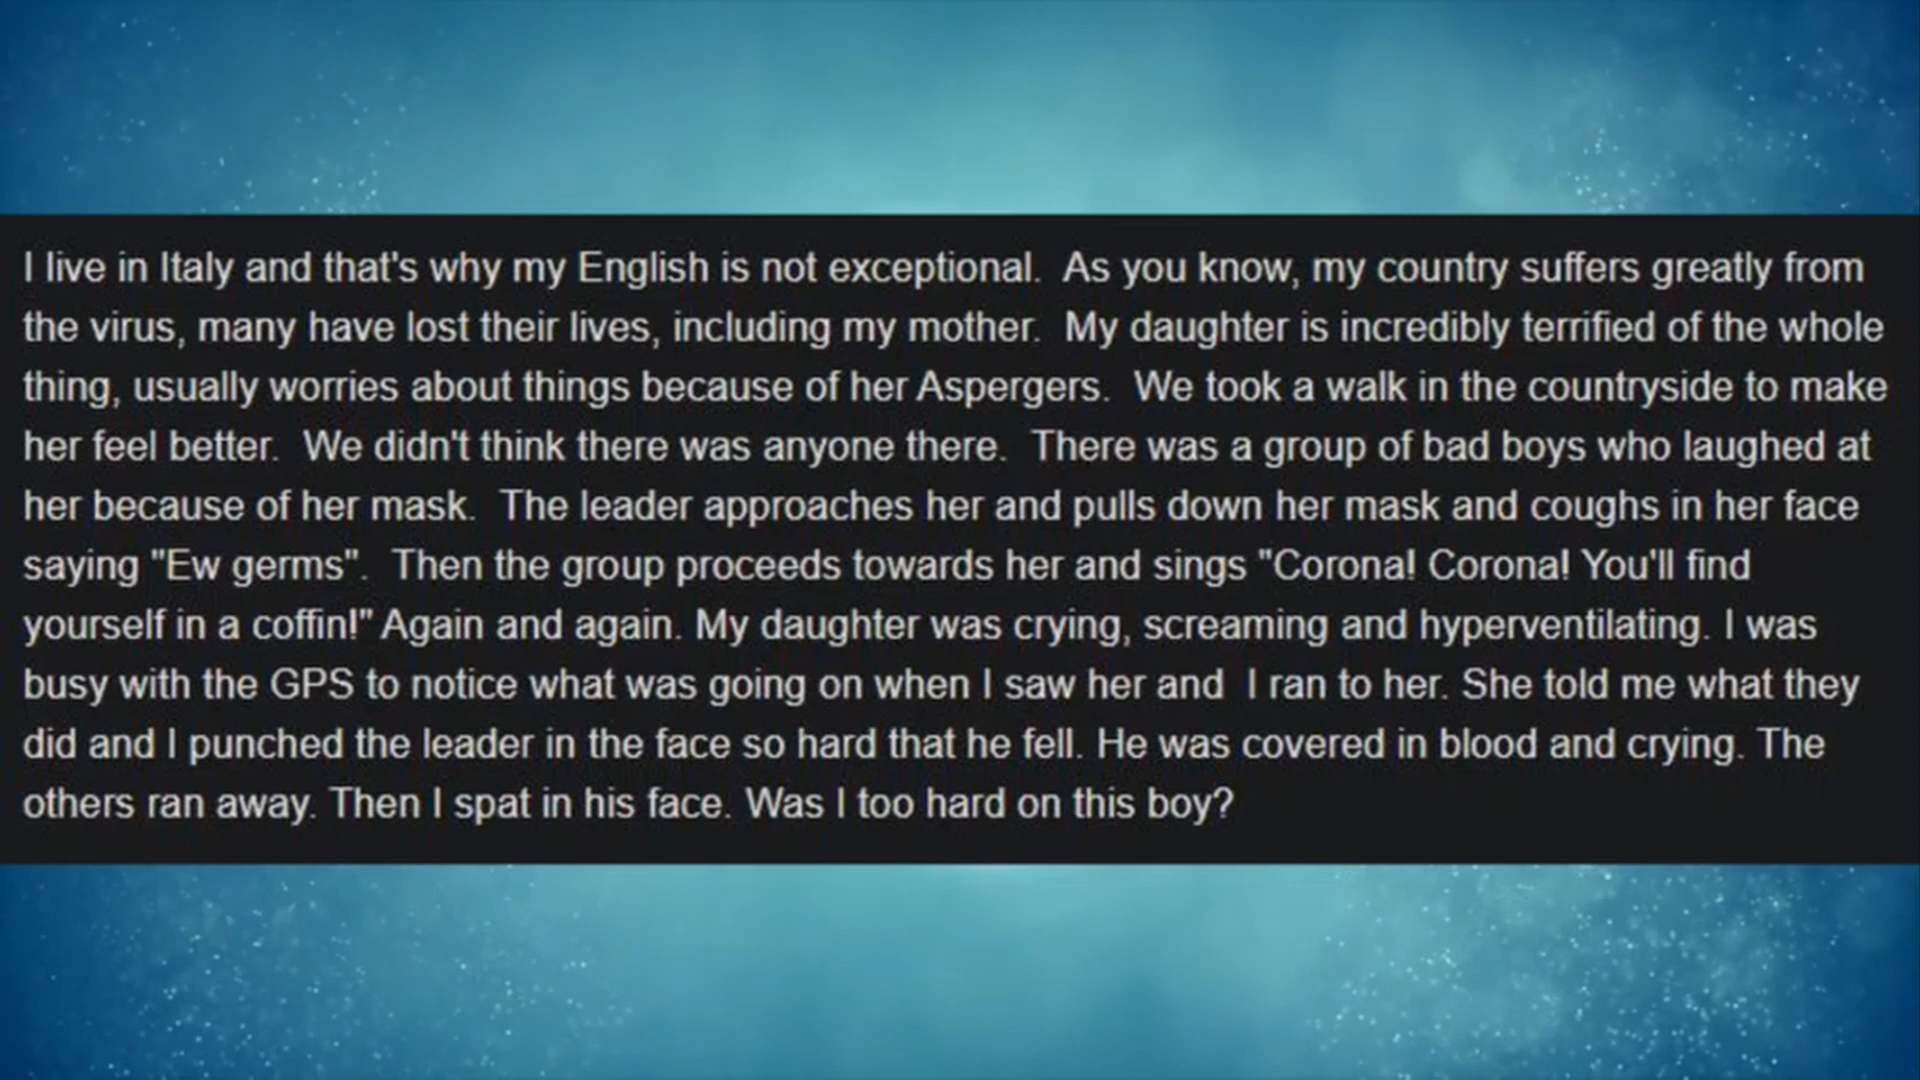 I live in Italy and that's why my English is not exceptional.  As you know, my country suffers greatly from
the virus, many have lost their lives, including my mother.  My daughter is incredibly terrified of the whole
thing, usually worries about things because of her Aspergers.  We took a walk in the countryside to make
her feel better.  We didn't think there was anyone there.  There was a group of bad boys who laughed at
her because of her mask.  The leader approaches her and pulls down her mask and coughs in her face
saying "Ew germs".  Then the group proceeds towards her and sings "Corona! Corona! You'll find
yourself in a coffin!" Again and again. My daughter was crying, screaming and hyperventilating. I was
busy with the GPS to notice what was going on when I saw her and  I ran to her. She told me what they
did and I punched the leader in the face so hard that he fell. He was covered in blood and crying. The
others ran away. Then I spat in his face. Was I too hard on this boy?